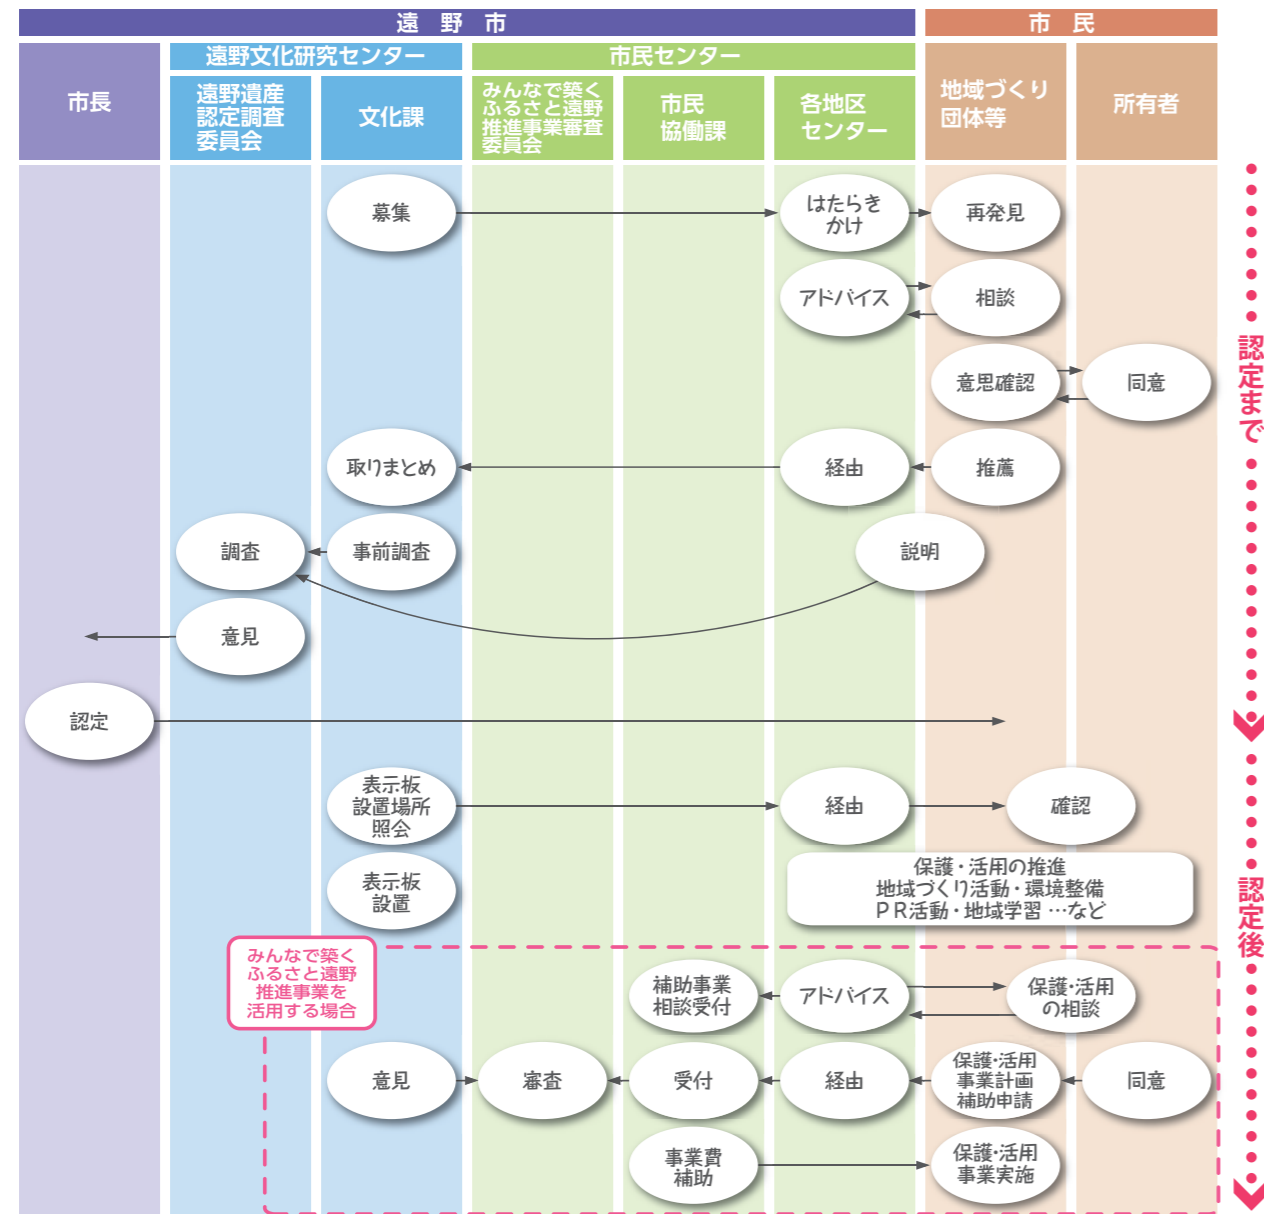 遠野市
市民
市長
遠野文化研究センター
市民センター
遠野遺産
認定調査
委員会
文化課
みんなで築く
ふるさと遠野
推進事業審査
委員会
市民
協働課
各地区
センター
地域づくり
団体等
所有者
募集
はたらき
かけ
再発見
アドバイス
相談
意思確認
同意
認定まで
取りまとめ
経由
推薦
調査
事前調査
説明
意見
認定
表示板
設置場所
照会
経由
確認
表示板
設置
保護・活用の推進
地域づくり活動・環境整備
PR活動・地域学習…など
認定後
みんなで築く
ふるさと遠野
推進事業を
活用する場合
補助事業
相談受付
アドバイス
保護・活用
の相談
意見
審査
受付
経由
保護・活用
事業計画
補助申請
同意
事業費
補助
保護・活用
事業実施